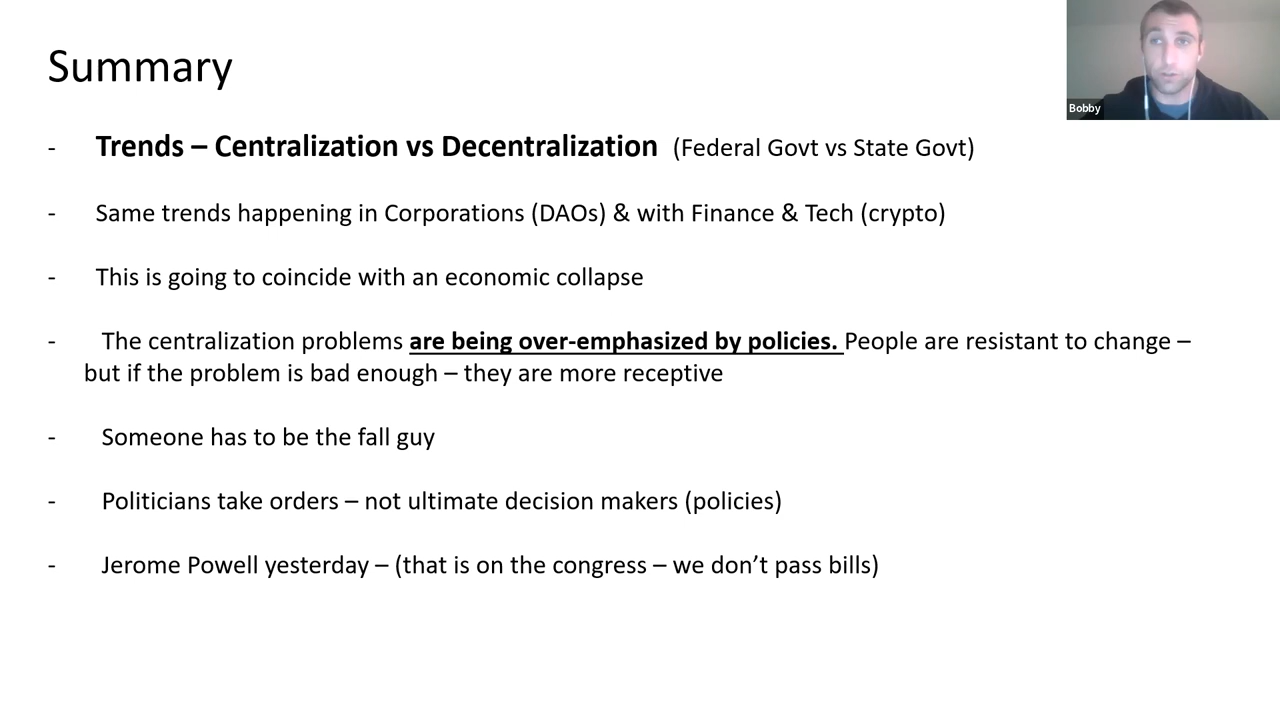 Summary
Bobby
- Trends – Centralization vs Decentralization (Federal Govt vs State Govt)
- Same trends happening in Corporations (DAOs) & with Finance & Tech (crypto)
- This is going to coincide with an economic collapse
- The centralization problems are being over-emphasized by policies. People are resistant to change –
but if the problem is bad enough – they are more receptive
- Someone has to be the fall guy
- Politicians take orders – not ultimate decision makers (policies)
- Jerome Powell yesterday – (that is on the congress – we don’t pass bills)